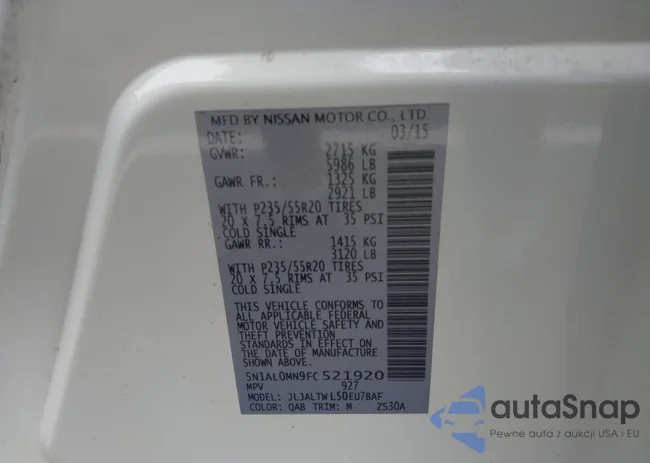 MFD BY NISSAN MOTOR CO., LTD.
DATE: 03/15
GVWR: 2715 KG
5986 LB
GAWR FR.: 1325 KG
2921 LB
WITH P235/55R20 TIRES
20 X 7.5 RIMS AT 35 PSI
COLD SINGLE
GAWR RR.: 1415 KG
3120 LB
WITH P235/55R20 TIRES
20 X 7.5 RIMS AT 35 PSI
COLD SINGLE
THIS VEHICLE CONFORMS TO
ALL APPLICABLE FEDERAL
MOTOR VEHICLE SAFETY AND
THEFT PREVENTION
STANDARDS IN EFFECT ON
THE DATE OF MANUFACTURE
SHOWN ABOVE.
5N1AL0MN9FC521920
MPV 927
MODEL: JLJALTWL50EU7BAF
COLOR: QAB TRIM: M ZS30A
autoSnap
Pewne auta z aukcji USA i EU